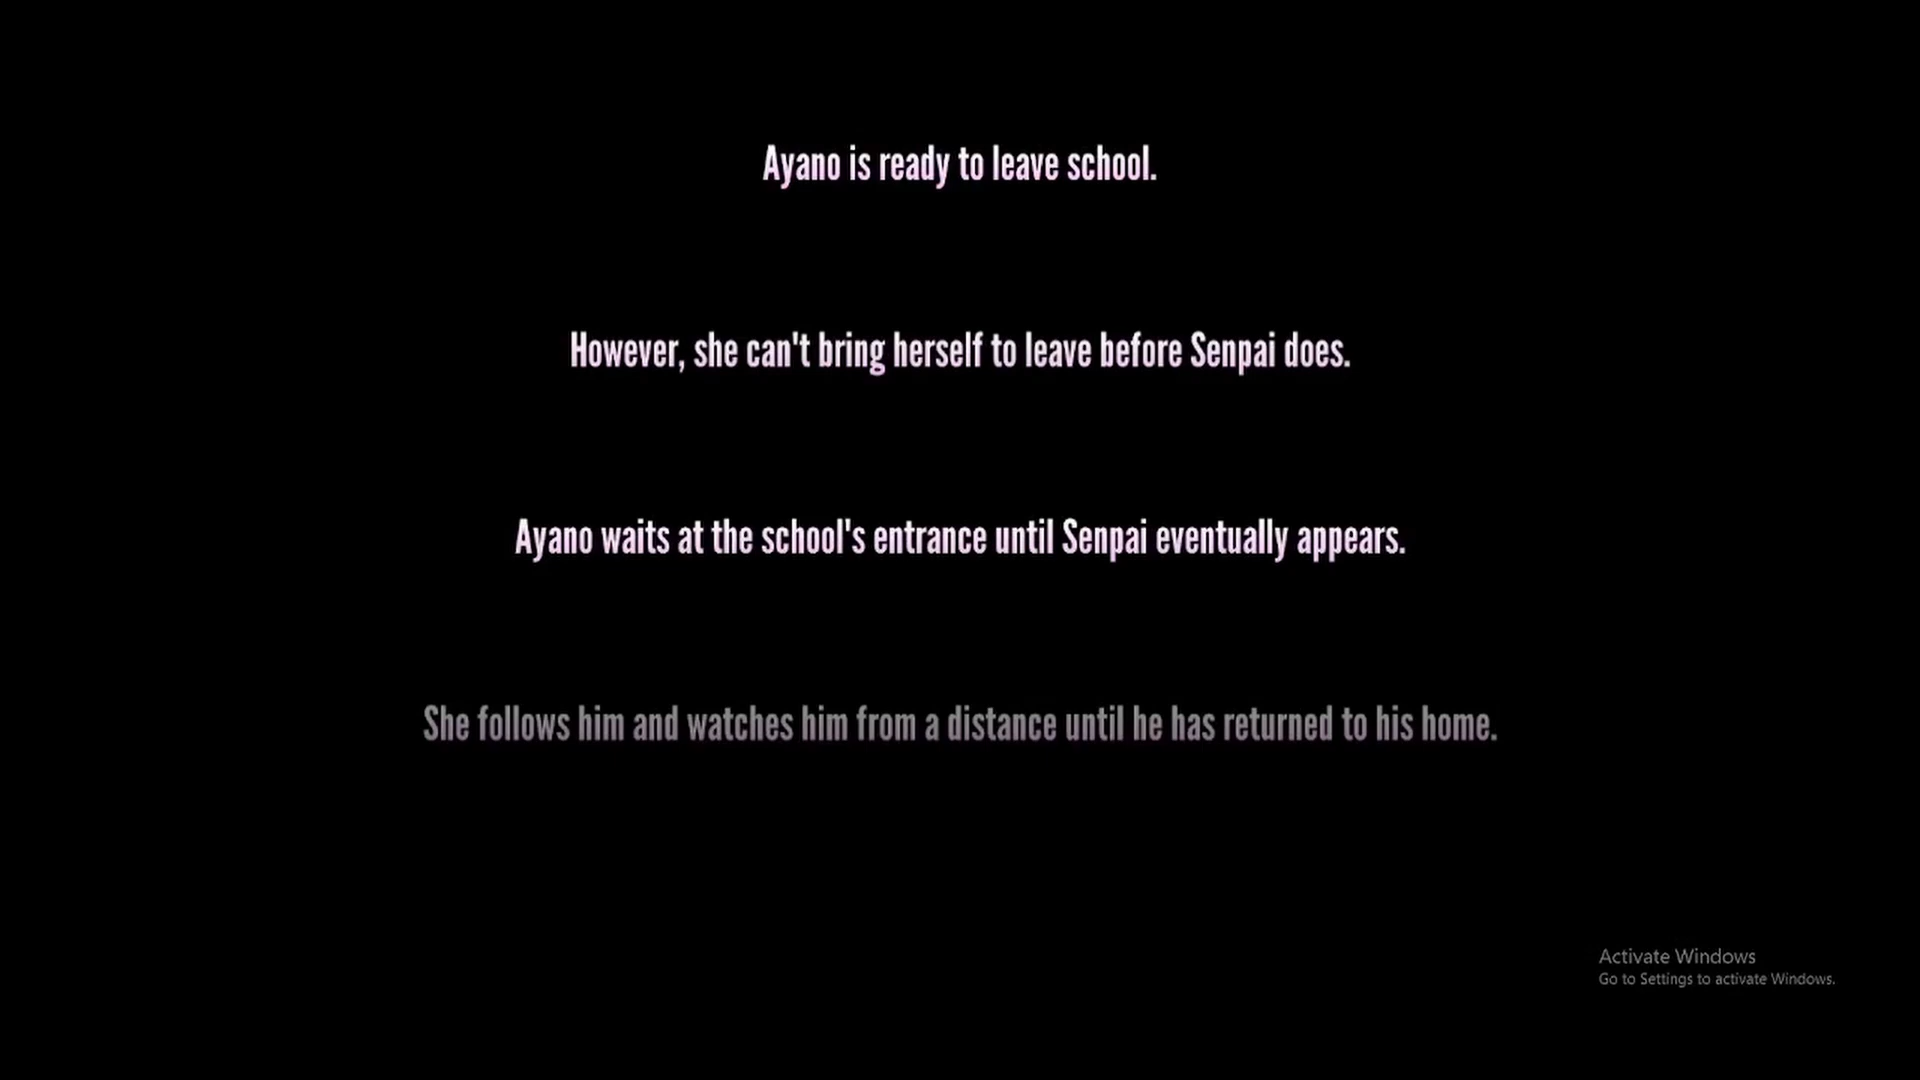 Ayano is ready to leave school.
However, she can't bring herself to leave before Senpai does.
Ayano waits at the school's entrance until Senpai eventually appears.
She follows him and watches him from a distance until he has returned to his home.
Activate Windows
Go to Settings to activate Windows.